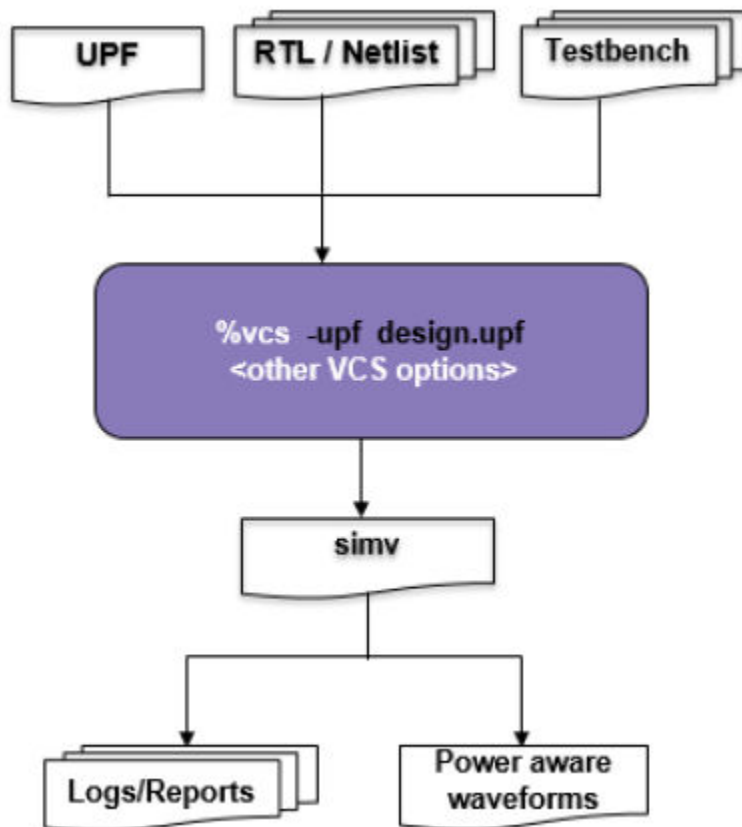 UPF
RTL / Netlist
Testbench
%vcs -upf design.upf
<other VCS options>
simv
Logs/Reports
Power aware
waveforms